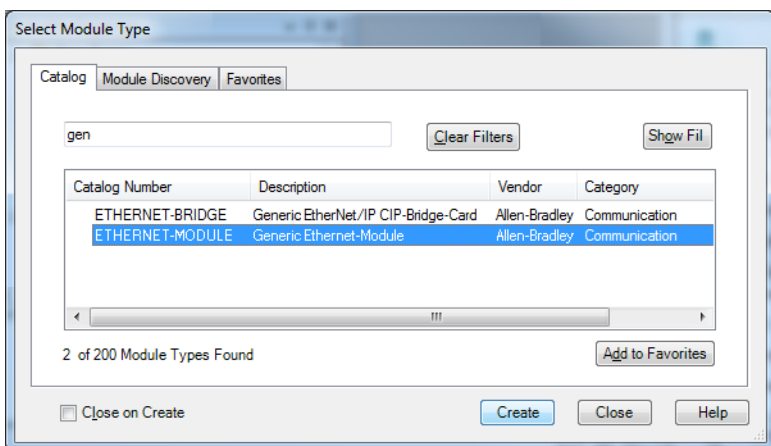 Select Module Type
Catalog Module Discovery Favorites
gen Clear Filters Show Fil
Catalog Number Description Vendor Category
ETHERNET-BRIDGE Generic EtherNet/IP CIP-Bridge-Card Allen-Bradley Communication
ETHERNET-MODULE Generic Ethernet-Module Allen-Bradley Communication
2 of 200 Module Types Found Add to Favorites
Close on Create Create Close Help